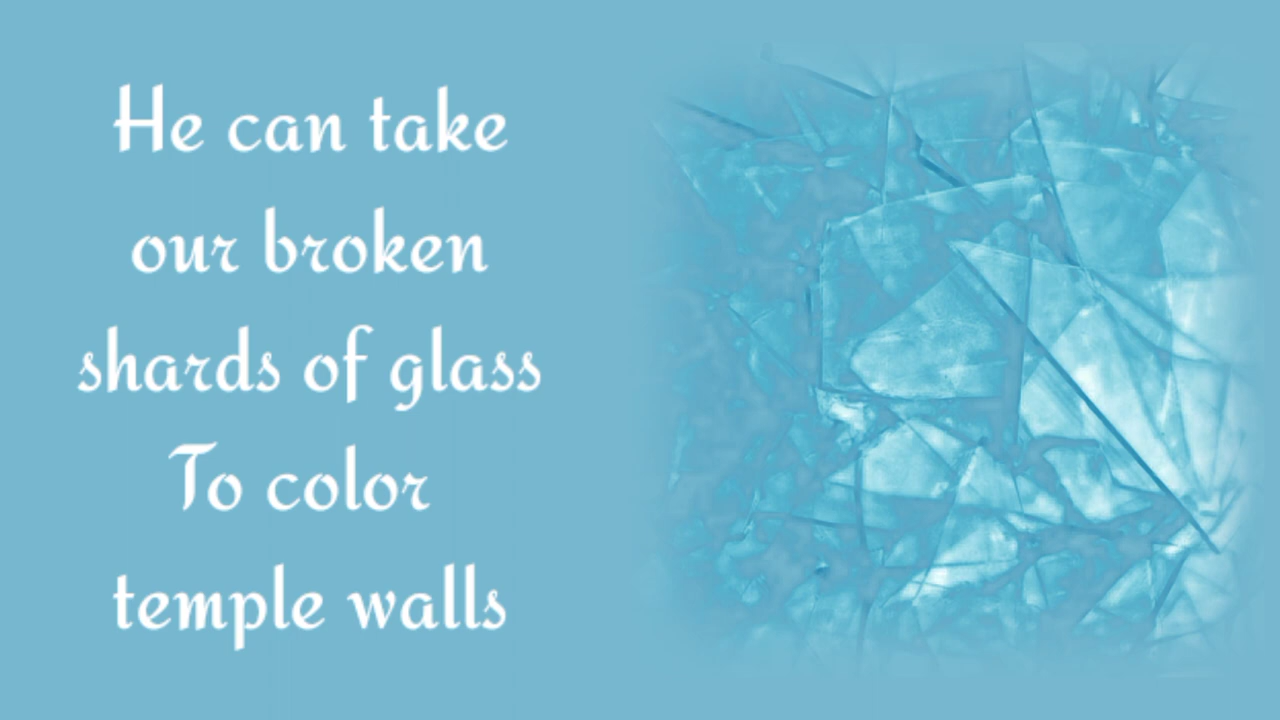 He can take
our broken
shards of glass
To color
temple walls